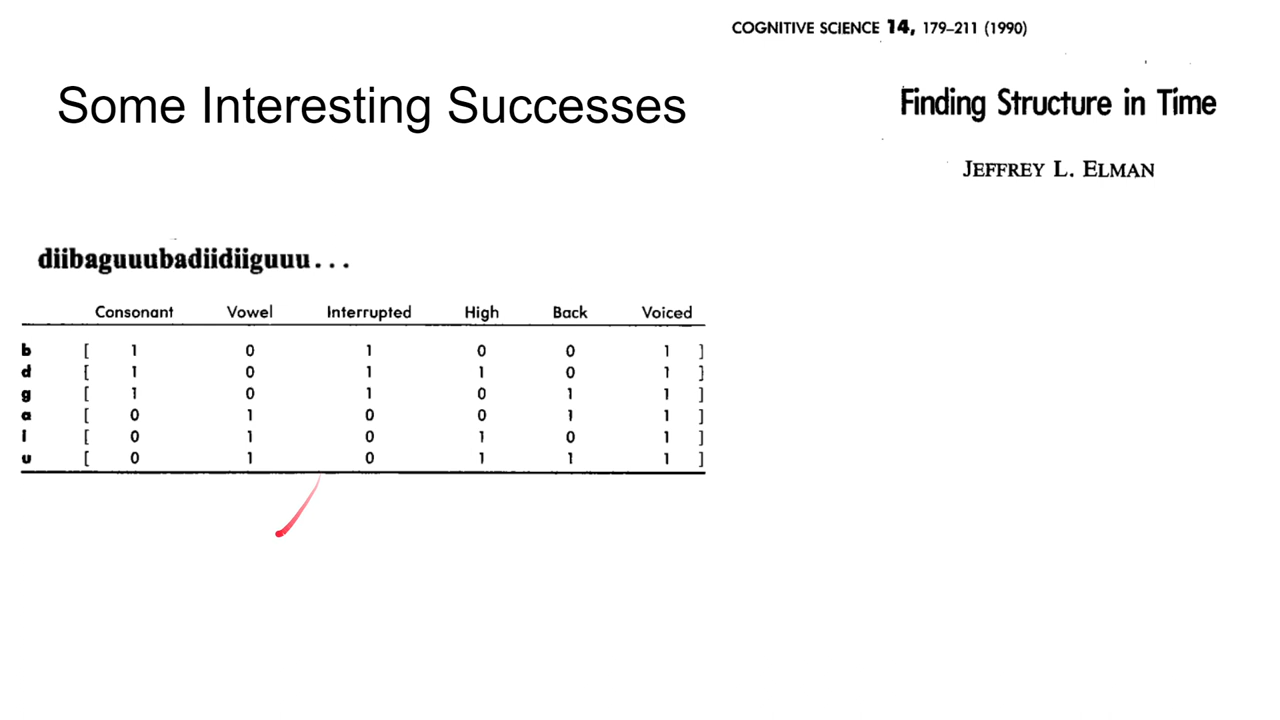 COGNITIVE SCIENCE 14, 179–211 (1990)
Some Interesting Successes
Finding Structure in Time
JEFFREY L. ELMAN
diibaguuubadiidiiguuu...
Consonant Vowel Interrupted High Back Voiced
b [ 1 0 1 0 0 1 ]
d [ 1 0 1 1 0 1 ]
g [ 1 0 1 0 1 1 ]
a [ 0 1 0 0 1 1 ]
I [ 0 1 0 1 0 1 ]
u [ 0 1 0 1 1 1 ]